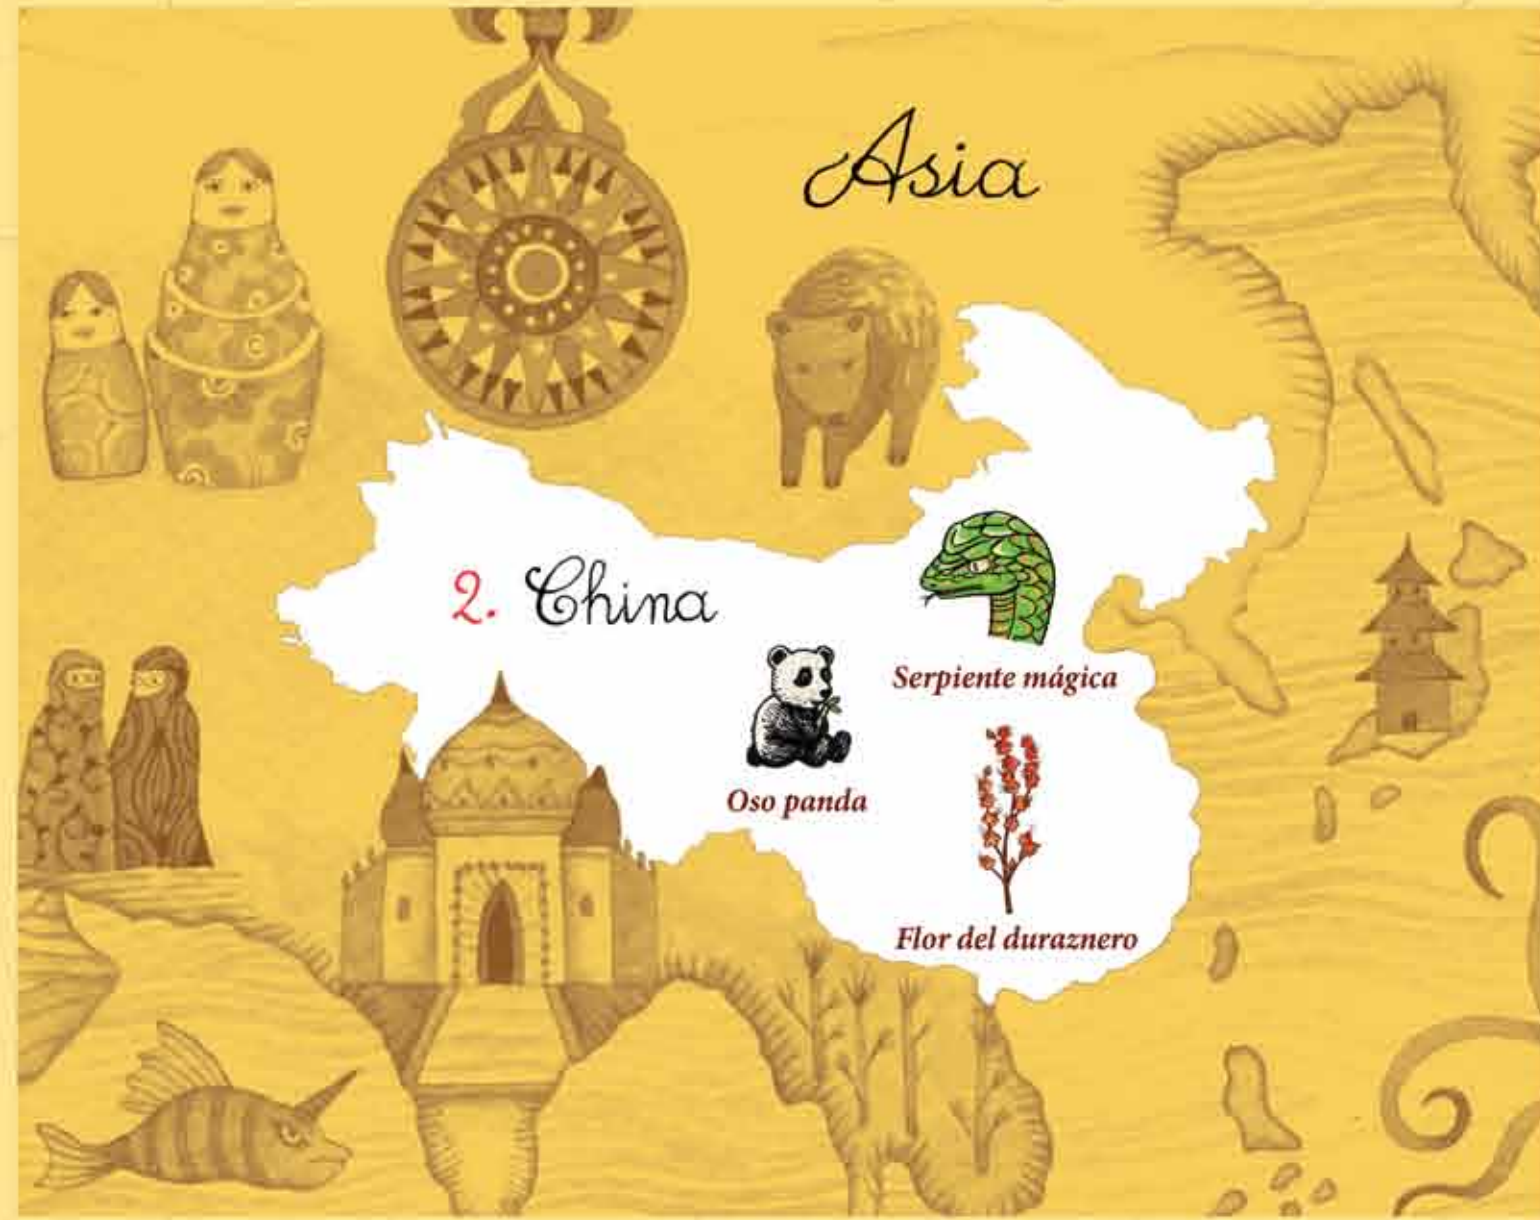 Asia
2. China
Serpiente mágica
Oso panda
Flor del duraznero